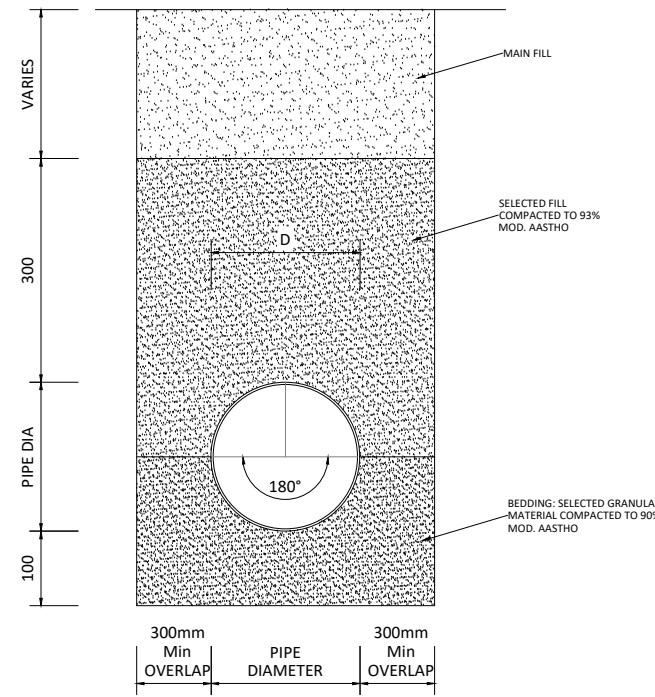 VARIES
MAIN FILL
SELECTED FILL
COMPACTED TO 93%
MOD. AASTHO
D
300
PIPE DIA
180°
BEDDING: SELECTED GRANULA
MATERIAL COMPACTED TO 90
MOD. AASTHO
100
300mm
Min
OVERLAP
PIPE
DIAMETER
300mm
Min
OVERLAP